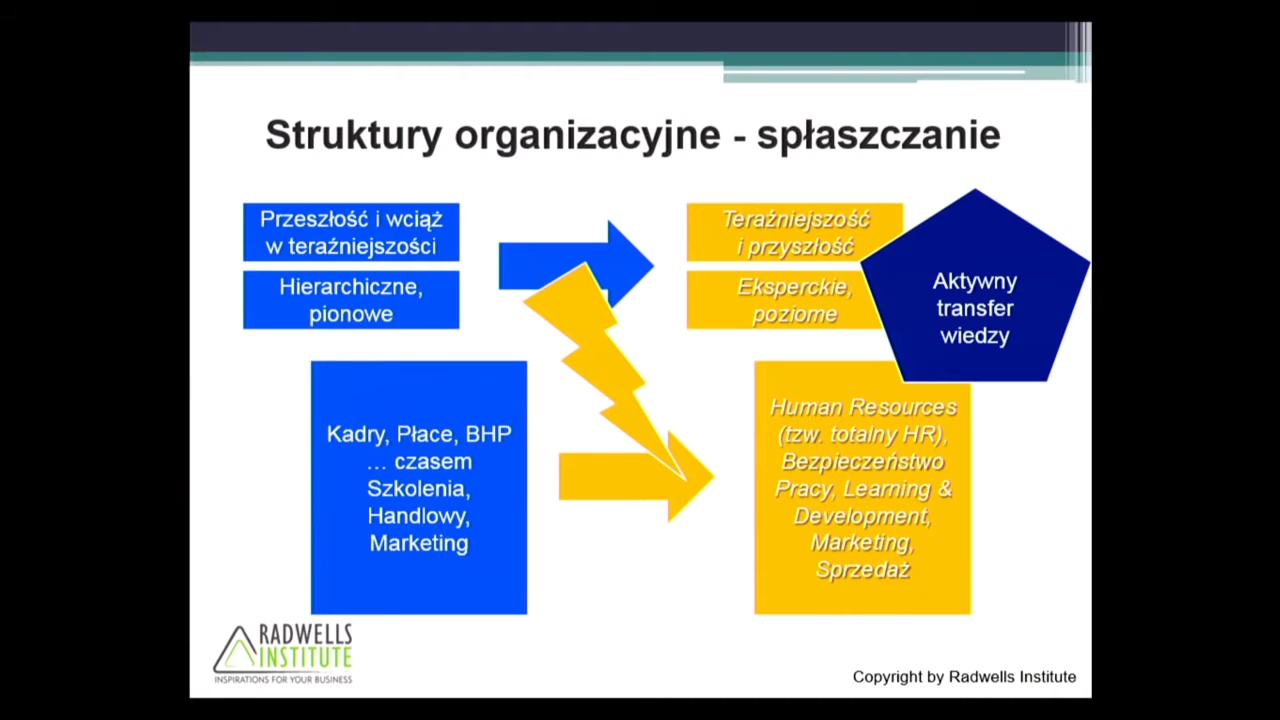 Struktury organizacyjne - spłaszczanie
Przeszłość i wciąż
w teraźniejszości
Hierarchiczne,
pionowe
Kadry, Płace, BHP
... czasem
Szkolenia,
Handlowy,
Marketing
Teraźniejszość
i przyszłość
Eksperckie,
poziome
Aktywny
transfer
wiedzy
Human Resources
(tzw. totalny HR),
Bezpieczeństwo
Pracy, Learning &
Development,
Marketing,
Sprzedaż
RADWELLS
INSTITUTE
INSPIRATIONS FOR YOUR BUSINESS
Copyright by Radwells Institute